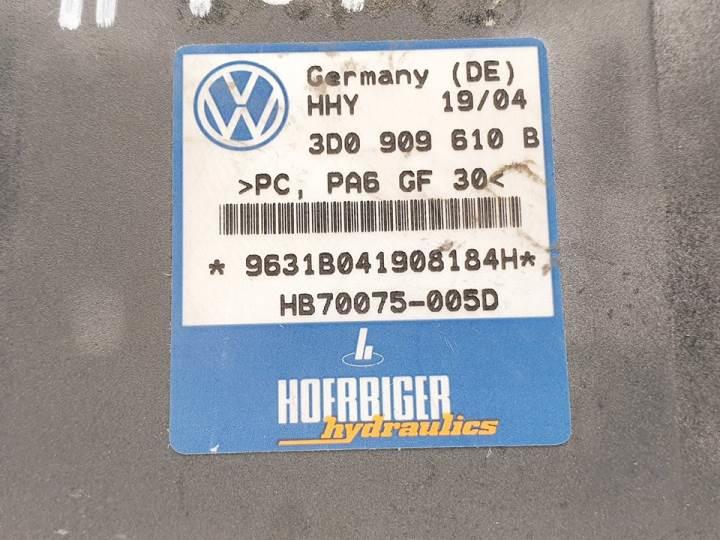 Germany (DE)
HHY 19/04
3D0 909 610 B
>PC, PA6 GF 30<
* 9631B041908184H*
HB70075-005D
HOERBIGER
hydraulics